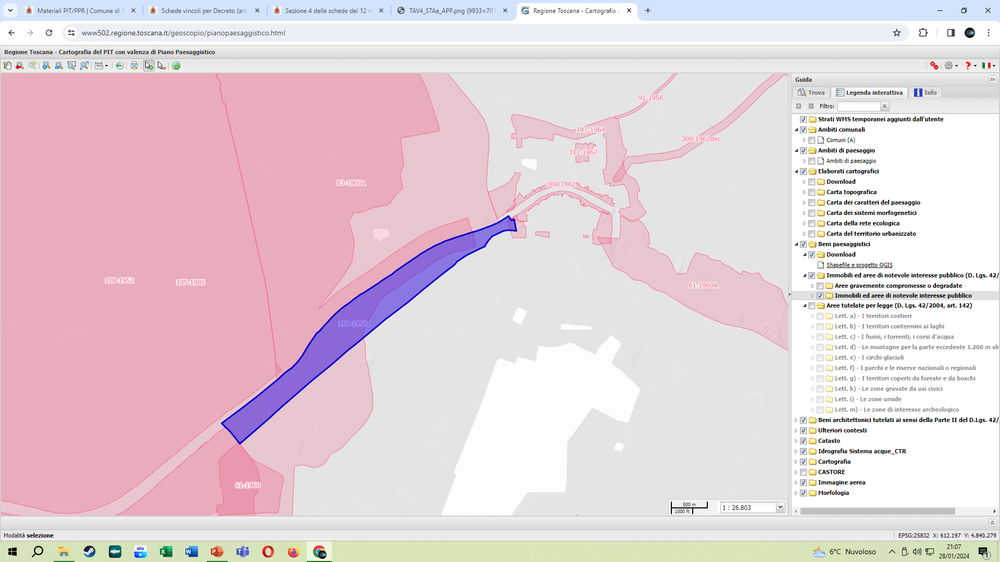 Materiali PIT/PPR | Comune di P
Schede vincoli per Decreto (art.
Sezione 4 delle schede dei 12 v
TAV4_STAa_APP.png (9933×701
Regione Toscana - Cartografia d
www502.regione.toscana.it/geoscopio/pianopaesaggistico.html
Regione Toscana - Cartografia del PIT con valenza di Piano Paesaggistico
Guida
Trova
Legenda interattiva
Info
Filtro:
Strati WMS temporanei aggiunti dall'utente
Ambiti comunali
Comuni (A)
Ambiti di paesaggio
Ambiti di paesaggio
Elaborati cartografici
Download
Carta topografica
Carta dei caratteri del paesaggio
Carta dei sistemi morfogenetici
Carta della rete ecologica
Carta del territorio urbanizzato
Beni paesaggistici
Download
Shapefile e progetto QGIS
Immobili ed aree di notevole interesse pubblico (D. Lgs. 42/
Aree gravemente compromesse o degradate
Immobili ed aree di notevole interesse pubblico
Aree tutelate per legge (D. Lgs. 42/2004, art. 142)
Lett. a) - I territori costieri
Lett. b) - I territori contermini ai laghi
Lett. c) - I fiumi, i torrenti, i corsi d'acqua
Lett. d) - Le montagne per la parte eccedente 1.200 m slr
Lett. e) - I circhi glaciali
Lett. f) - I parchi e le riserve nazionali o regionali
Lett. g) - I territori coperti da foreste e da boschi
Lett. h) - Le zone gravate da usi civici
Lett. i) - Le zone umide
Lett. m) - Le zone di interesse archeologico
Beni architettonici tutelati ai sensi della Parte II del D.Lgs. 42/
Ulteriori contesti
Catasto
Idrografia Sistema acque_CTR
Cartografia
CASTORE
Immagine aerea
Morfologia
91-1958
147-1964
309-1962dec
311-1962
83-1960a
309-1962
108-1952
185-1985
61-1960A
169-1956
61-1960
500 m
1000 ft
1 : 26.803
Modalità selezione
EPSG:25832 X: 612.197 Y: 4.840.279
NOW
sky
6°C Nuvoloso
21:07
28/01/2024
1